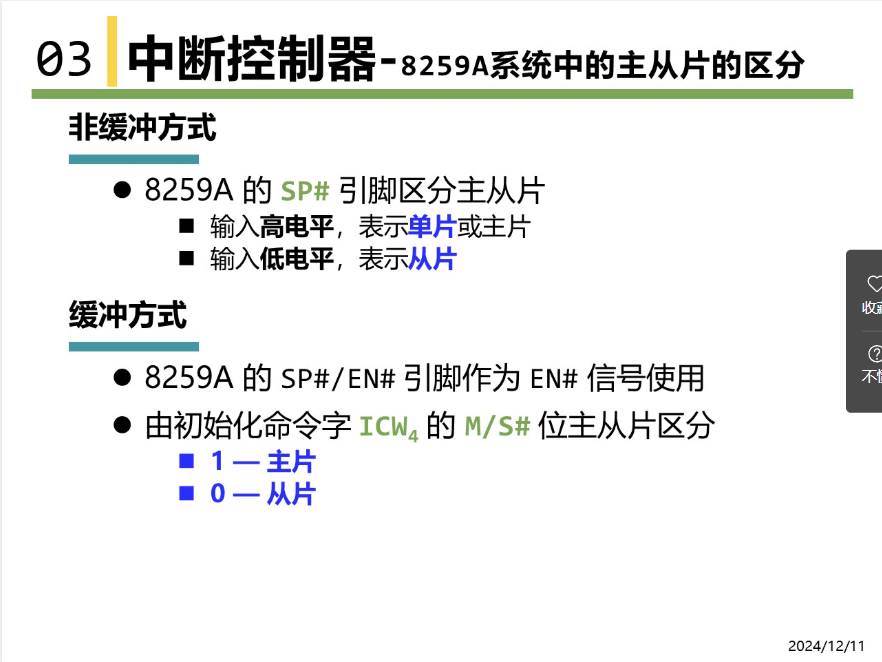 03 中断控制器-8259A系统中的主从片的区分
非缓冲方式
● 8259A 的 SP# 引脚区分主从片
■ 输入高电平，表示单片或主片
■ 输入低电平，表示从片
缓冲方式
● 8259A 的 SP#/EN# 引脚作为 EN# 信号使用
● 由初始化命令字 ICW4 的 M/S# 位主从片区分
■ 1 — 主片
■ 0 — 从片
收
不
2024/12/11